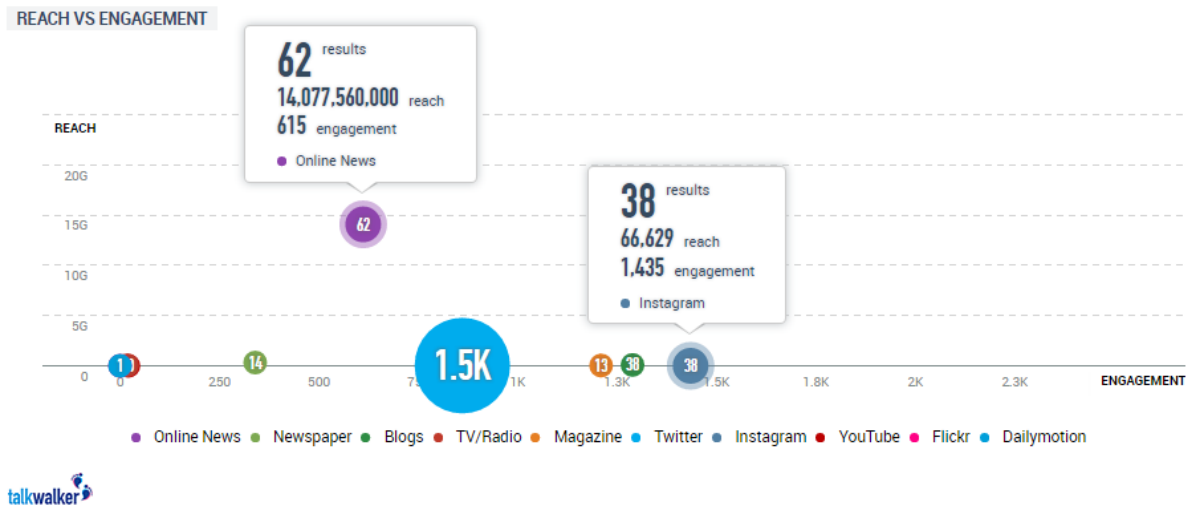 REACH VS ENGAGEMENT
62 results
14,077,560,000 reach
615 engagement
Online News
REACH
20G
15G
10G
5G
0
62
38 results
66,629 reach
1,435 engagement
Instagram
1
14
1.5K
13
38
38
0
250
500
1K
1.3K
1.5K
1.8K
2K
2.3K
ENGAGEMENT
Online News Newspaper Blogs TV/Radio Magazine Twitter Instagram YouTube Flickr Dailymotion
talkwalker